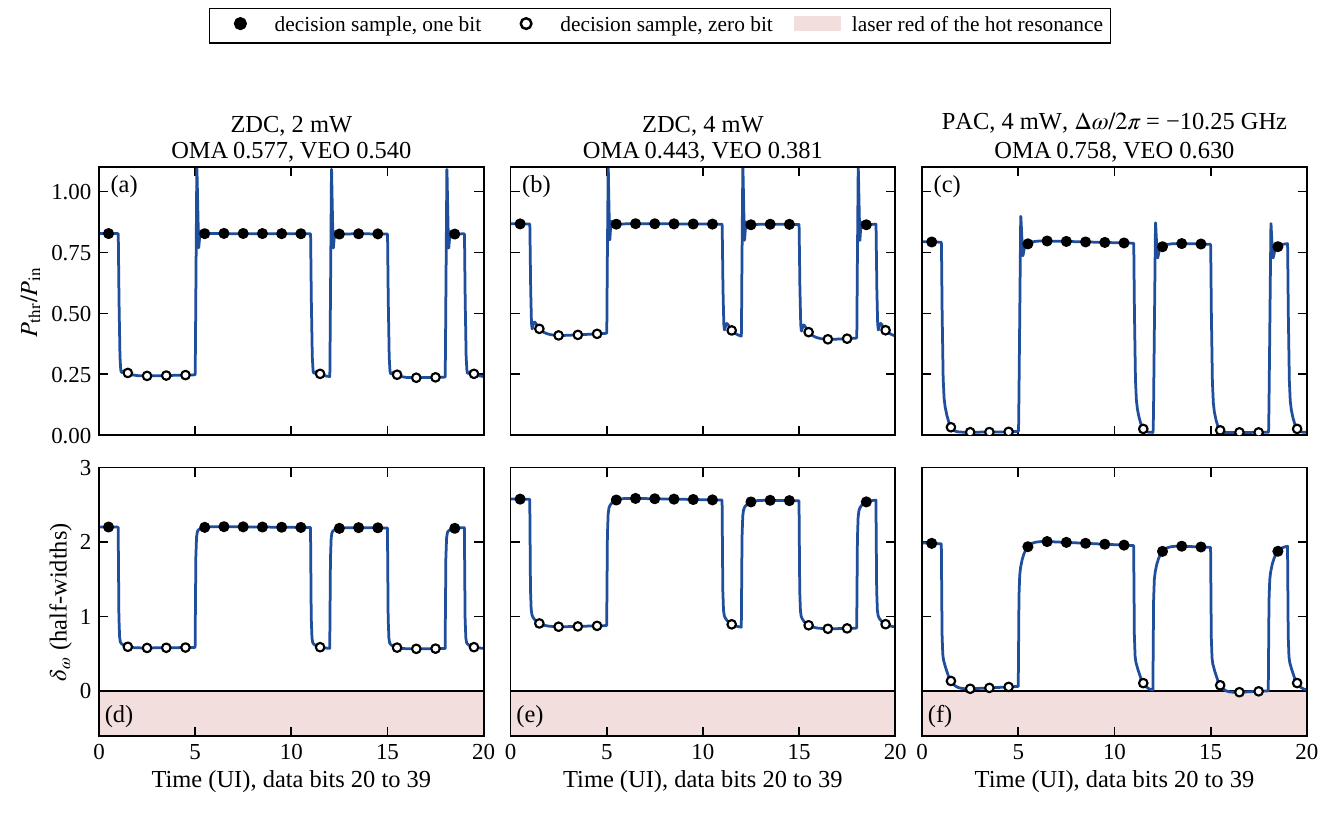 decision sample, one bit decision sample, zero bit laser red of the hot resonance
ZDC, 2 mW
OMA 0.577, VEO 0.540
ZDC, 4 mW
OMA 0.443, VEO 0.381
PAC, 4 mW, Δω/2π = −10.25 GHz
OMA 0.758, VEO 0.630
(a)
(b)
(c)
1.00
0.75
0.50
0.25
0.00
P_thr/P_in
3
2
1
0
δ_ω (half-widths)
(d)
(e)
(f)
0 5 10 15 20
0 5 10 15 20
0 5 10 15 20
Time (UI), data bits 20 to 39
Time (UI), data bits 20 to 39
Time (UI), data bits 20 to 39